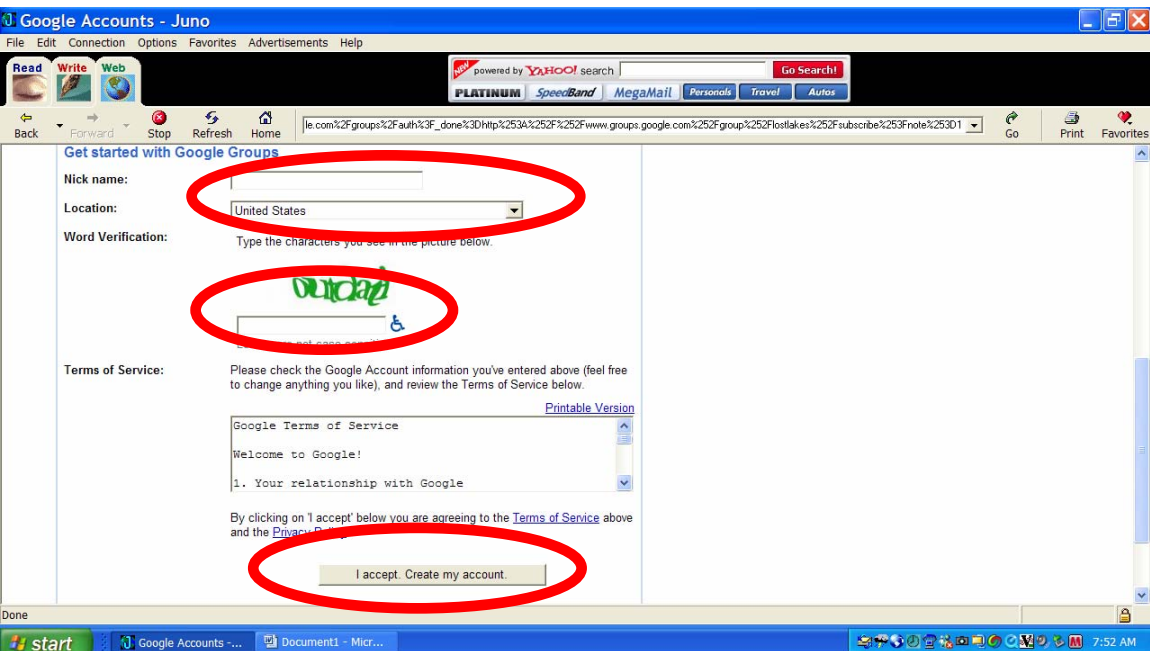 Google Accounts - Juno
File Edit Connection Options Favorites Advertisements Help
Read Write Web
NEW powered by YAHOO! search Go Search!
PLATINUM SpeedBand MegaMail Personals Travel Autos
Back Forward Stop Refresh Home le.com%2Fgroups%2Fauth%3F_done%3Dhttp%253A%252F%252Fwww.groups.google.com%252Fgroup%252Flostlakes%252Fsubscribe%253Fnote%253D1 Go Print Favorites
Get started with Google Groups
Nick name:
Location: United States
Word Verification: Type the characters you see in the picture below.
Terms of Service: Please check the Google Account information you've entered above (feel free
to change anything you like), and review the Terms of Service below.
Printable Version
Google Terms of Service
Welcome to Google!
1. Your relationship with Google
By clicking on 'I accept' below you are agreeing to the Terms of Service above
and the Privacy Policy
I accept. Create my account.
Done
start Google Accounts -... Document1 - Micr... 7:52 AM